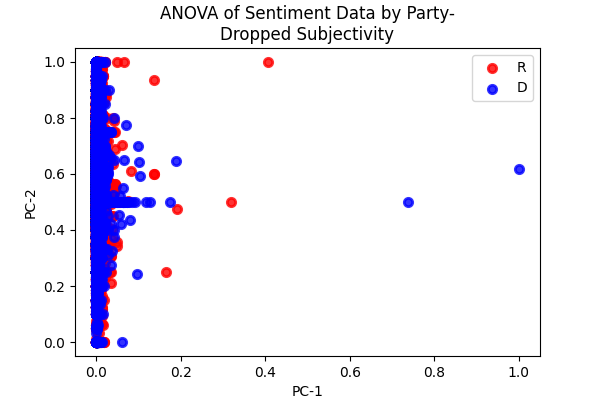 ANOVA of Sentiment Data by Party-
Dropped Subjectivity
R
D
1.0
0.8
0.6
0.4
0.2
0.0
PC-2
0.0 0.2 0.4 0.6 0.8 1.0
PC-1